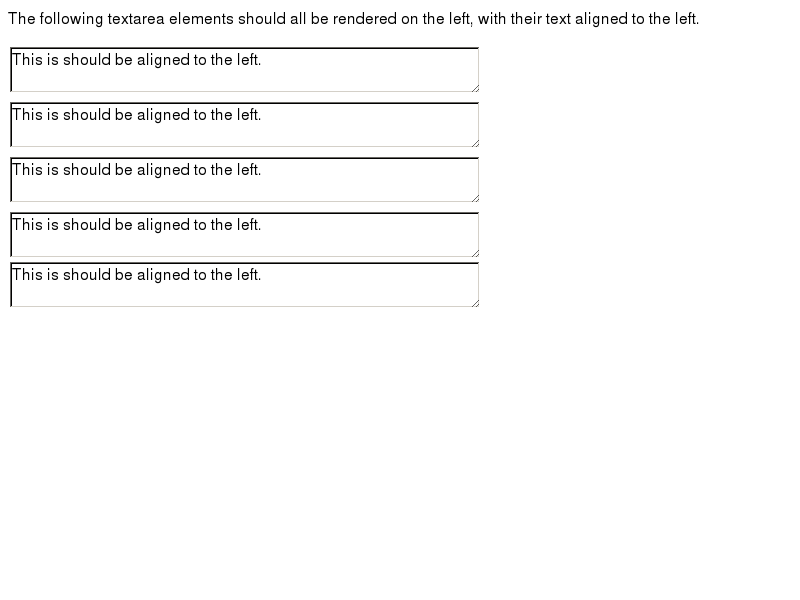 The following textarea elements should all be rendered on the left, with their text aligned to the left.
This is should be aligned to the left.
This is should be aligned to the left.
This is should be aligned to the left.
This is should be aligned to the left.
This is should be aligned to the left.